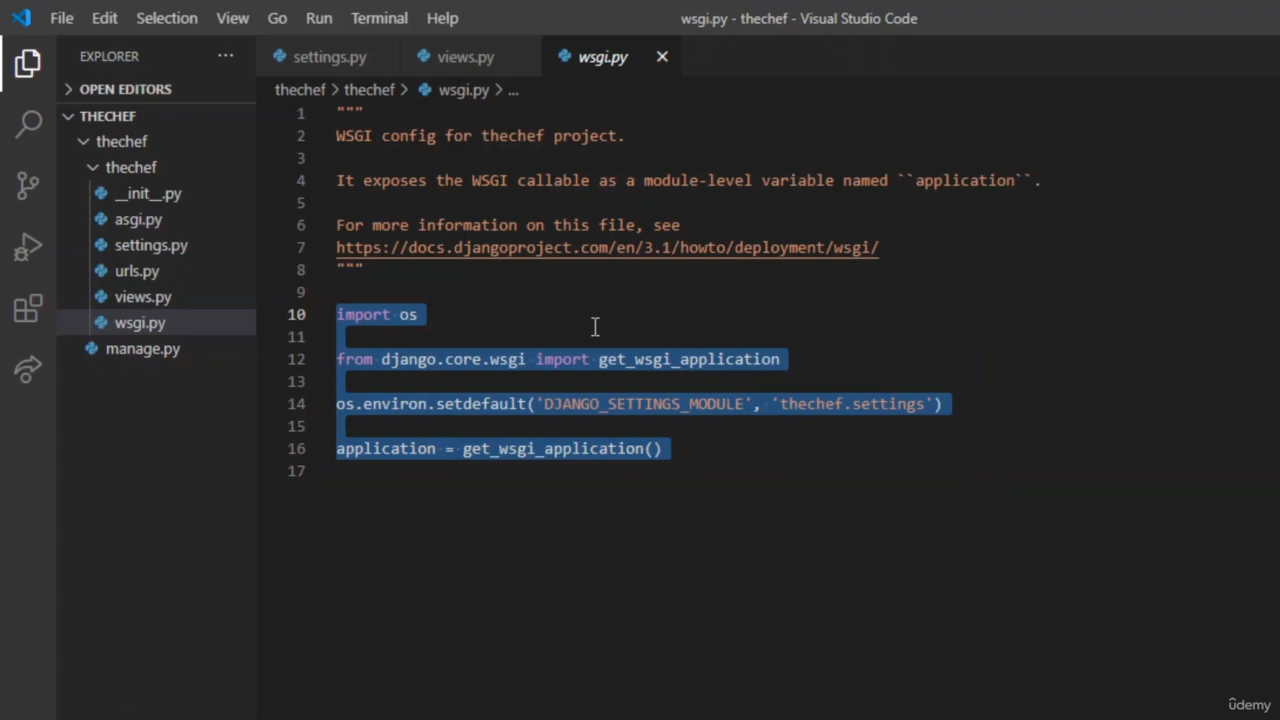 File Edit Selection View Go Run Terminal Help wsgi.py - thechef - Visual Studio Code
EXPLORER ... settings.py views.py wsgi.py
OPEN EDITORS
thechef > thechef > wsgi.py > ...
THECHEF
thechef
thechef
__init__.py
asgi.py
settings.py
urls.py
views.py
wsgi.py
manage.py
1 """
2 WSGI config for thechef project.
3
4 It exposes the WSGI callable as a module-level variable named ``application``.
5
6 For more information on this file, see
7 https://docs.djangoproject.com/en/3.1/howto/deployment/wsgi/
8 """
9
10 import os
11
12 from django.core.wsgi import get_wsgi_application
13
14 os.environ.setdefault('DJANGO_SETTINGS_MODULE', 'thechef.settings')
15
16 application = get_wsgi_application()
17
ûdemy